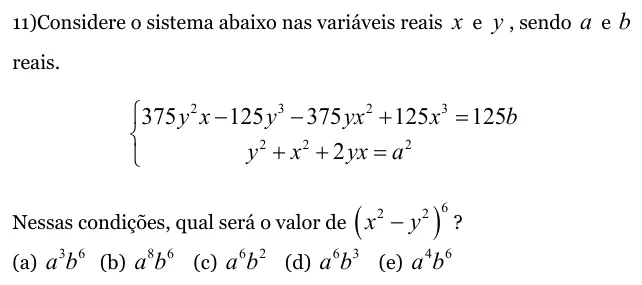 11)Considere o sistema abaixo nas variáveis reais x e y, sendo a e b
reais.
375y²x−125y³−375yx²+125x³=125b
y²+x²+2yx=a²
Nessas condições, qual será o valor de (x²−y²)⁶?
(a) a³b⁶ (b) a⁸b⁶ (c) a⁶b² (d) a⁶b³ (e) a⁴b⁶